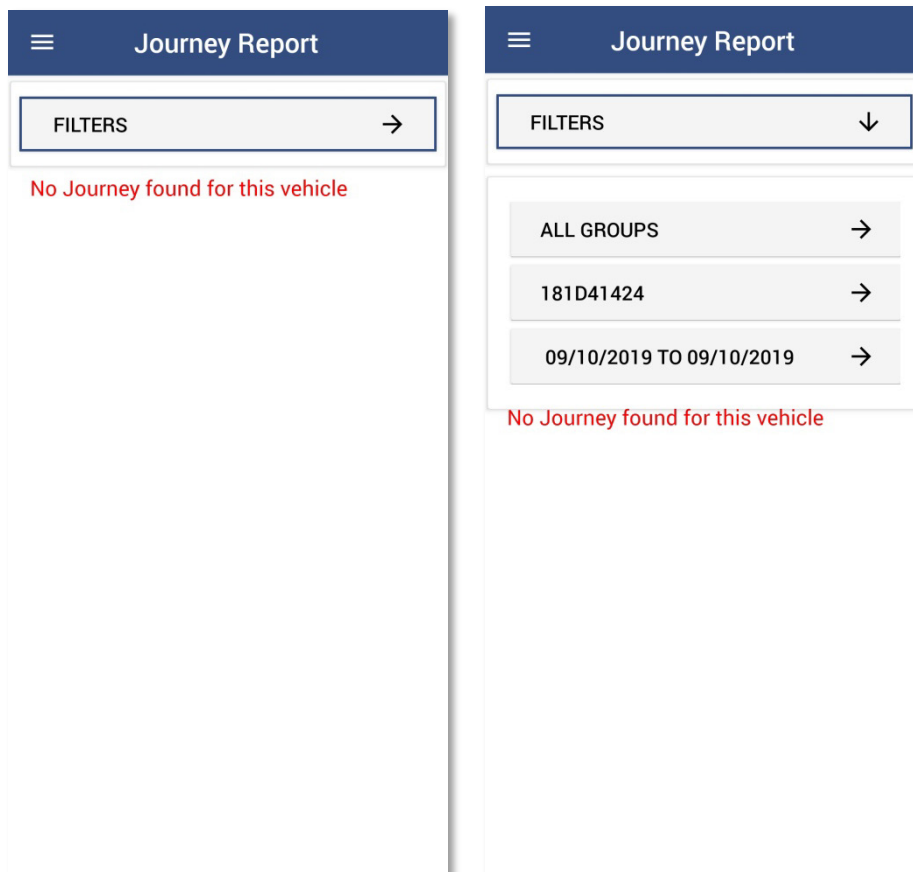 Journey Report
FILTERS
No Journey found for this vehicle
Journey Report
FILTERS
ALL GROUPS
181D41424
09/10/2019 TO 09/10/2019
No Journey found for this vehicle